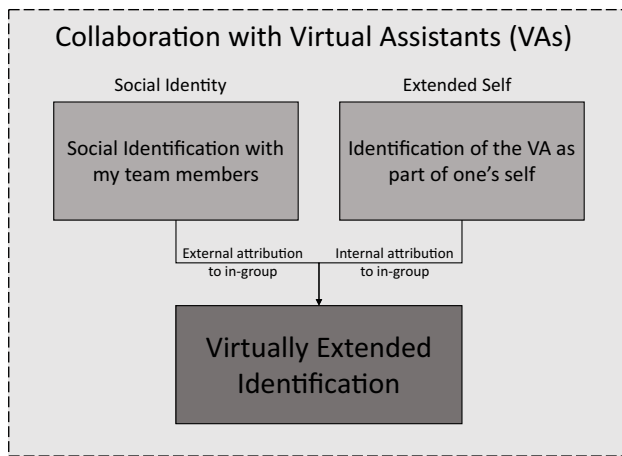 Collaboration with Virtual Assistants (VAs)
Social Identity
Extended Self
Social Identification with
my team members
Identification of the VA as
part of one's self
External attribution
to in-group
Internal attribution
to in-group
Virtually Extended
Identification